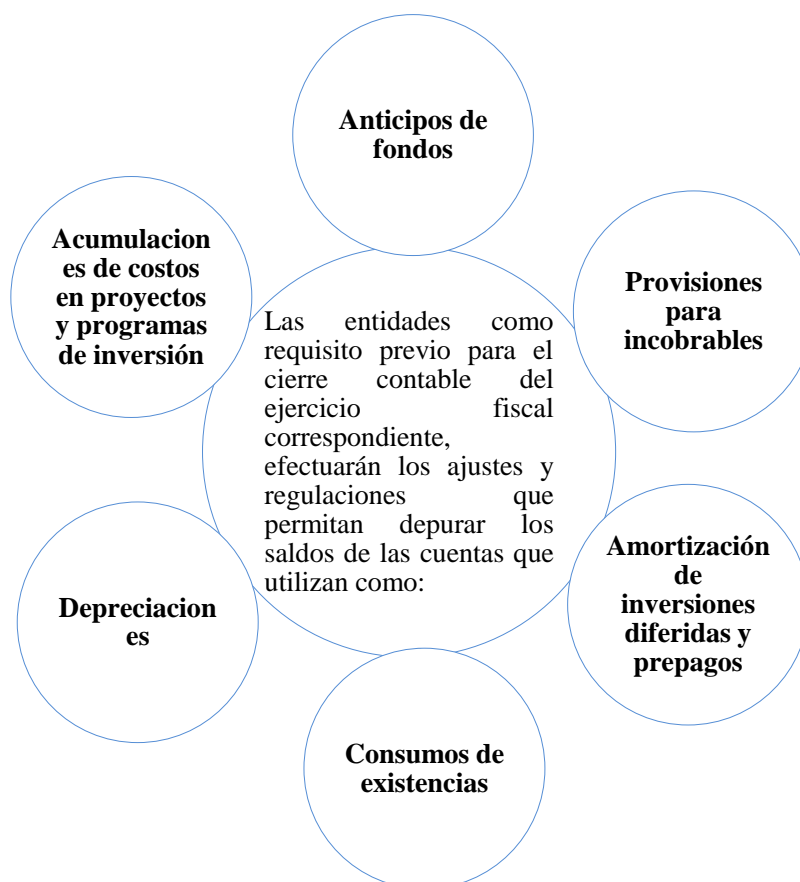 Anticipos de
fondos
Provisiones
para
incobrables
Amortización
de
inversiones
diferidas y
prepagos
Consumos de
existencias
Depreciacion
es
Acumulacion
es de costos
en proyectos
y programas
de inversión
Las entidades como
requisito previo para el
cierre contable del
ejercicio fiscal
correspondiente,
efectuarán los ajustes y
regulaciones que
permitan depurar los
saldos de las cuentas que
utilizan como: